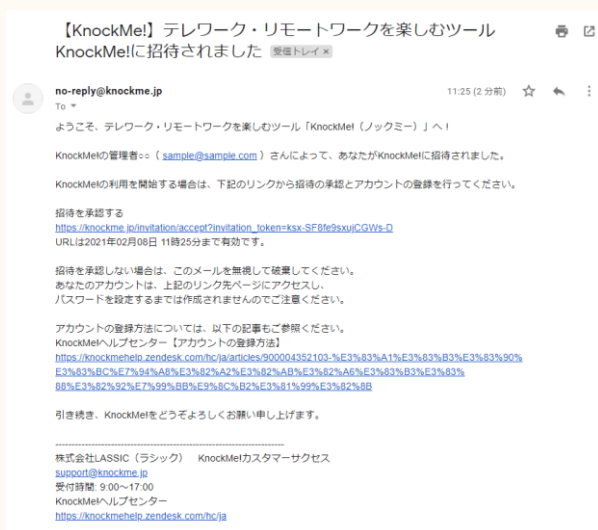 【KnockMe!】テレワーク・リモートワークを楽しむツール
KnockMe!に招待されました 受信トレイ ×
no-reply@knockme.jp
11:25 (2 分前)
To
ようこそ、テレワーク・リモートワークを楽しむツール「KnockMe!（ノックミー）」へ！
KnockMe!の管理者○○（ sample@sample.com ）さんによって、あなたがKnockMe!に招待されました。
KnockMe!の利用を開始する場合は、下記のリンクから招待の承認とアカウントの登録を行ってください。
招待を承認する
https://knockme.jp/invitation/accept?invitation_token=ksx-SF8fe9sxujCGWs-D
URLは2021年02月08日 11時25分まで有効です。
招待を承認しない場合は、このメールを無視して破棄してください。
あなたのアカウントは、上記のリンク先ページにアクセスし、
パスワードを設定するまでは作成されませんのでご注意ください。
アカウントの登録方法については、以下の記事もご参照ください。
KnockMe!ヘルプセンター【アカウントの登録方法】
https://knockmehelp.zendesk.com/hc/ja/articles/900004352103-%E3%83%A1%E3%83%B3%E3%83%90%
E3%83%BC%E7%94%A8%E3%82%A2%E3%82%AB%E3%82%A6%E3%83%B3%E3%83%
88%E3%82%92%E7%99%BB%E9%8C%B2%E3%81%99%E3%82%8B
引き続き、KnockMe!をどうぞよろしくお願い申し上げます。
----------------------------------------------------------------------
株式会社LASSIC（ラシック） KnockMe!カスタマーサクセス
support@knockme.jp
受付時間: 9:00～17:00
KnockMe!ヘルプセンター
https://knockmehelp.zendesk.com/hc/ja